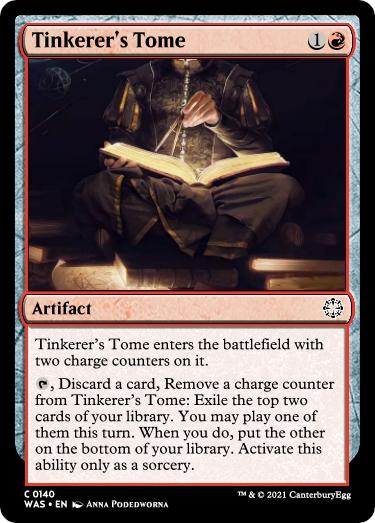 Tinkerer's Tome 1
Artifact
Tinkerer's Tome enters the battlefield with
two charge counters on it.
, Discard a card, Remove a charge counter
from Tinkerer's Tome: Exile the top two
cards of your library. You may play one of
them this turn. When you do, put the other
on the bottom of your library. Activate this
ability only as a sorcery.
C 0140
WAS • EN Anna Podedworna
™ & © 2021 CanterburyEgg